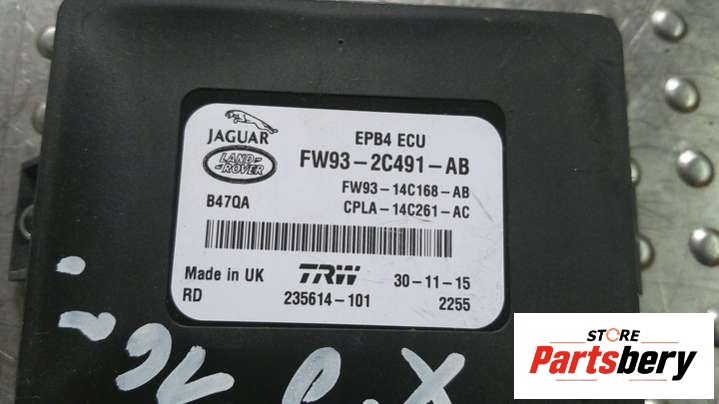 JAGUAR
EPB4 ECU
LAND-
ROVER
FW93-2C491-AB
FW93-14C168-AB
B47QA
CPLA-14C261-AC
Made in UK
TRW
30-11-15
RD
235614-101
2255
STORE
Partsbery